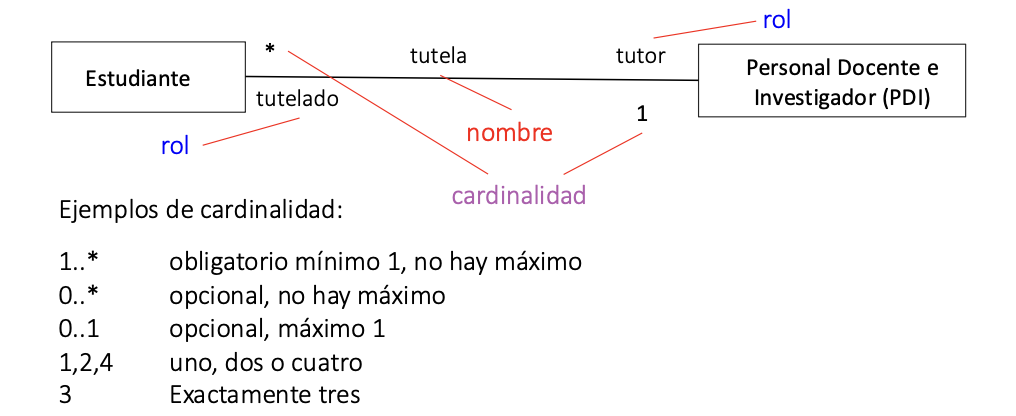 rol
* tutela tutor
Estudiante
Personal Docente e
Investigador (PDI)
tutelado
1
nombre
rol
cardinalidad
Ejemplos de cardinalidad:
1..* obligatorio mínimo 1, no hay máximo
0..* opcional, no hay máximo
0..1 opcional, máximo 1
1,2,4 uno, dos o cuatro
3 Exactamente tres